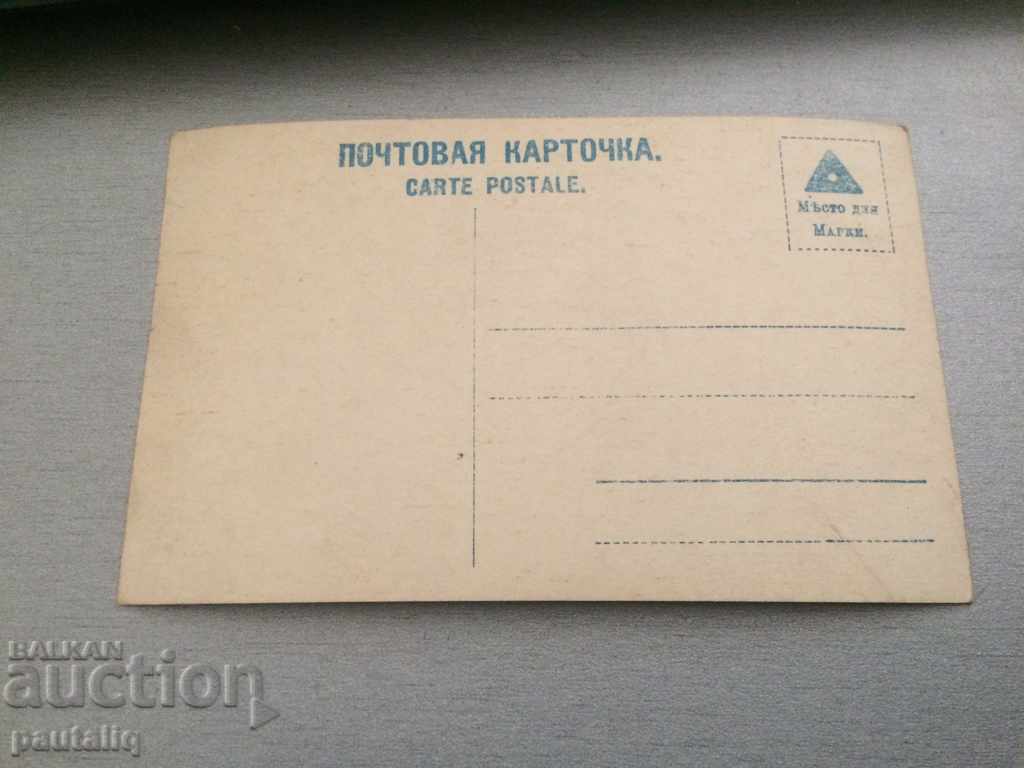 ПОЧТОВАЯ КАРТОЧКА.
CARTE POSTALE.
Мѣсто для
Марки.
BALKAN
auction
pautaliq